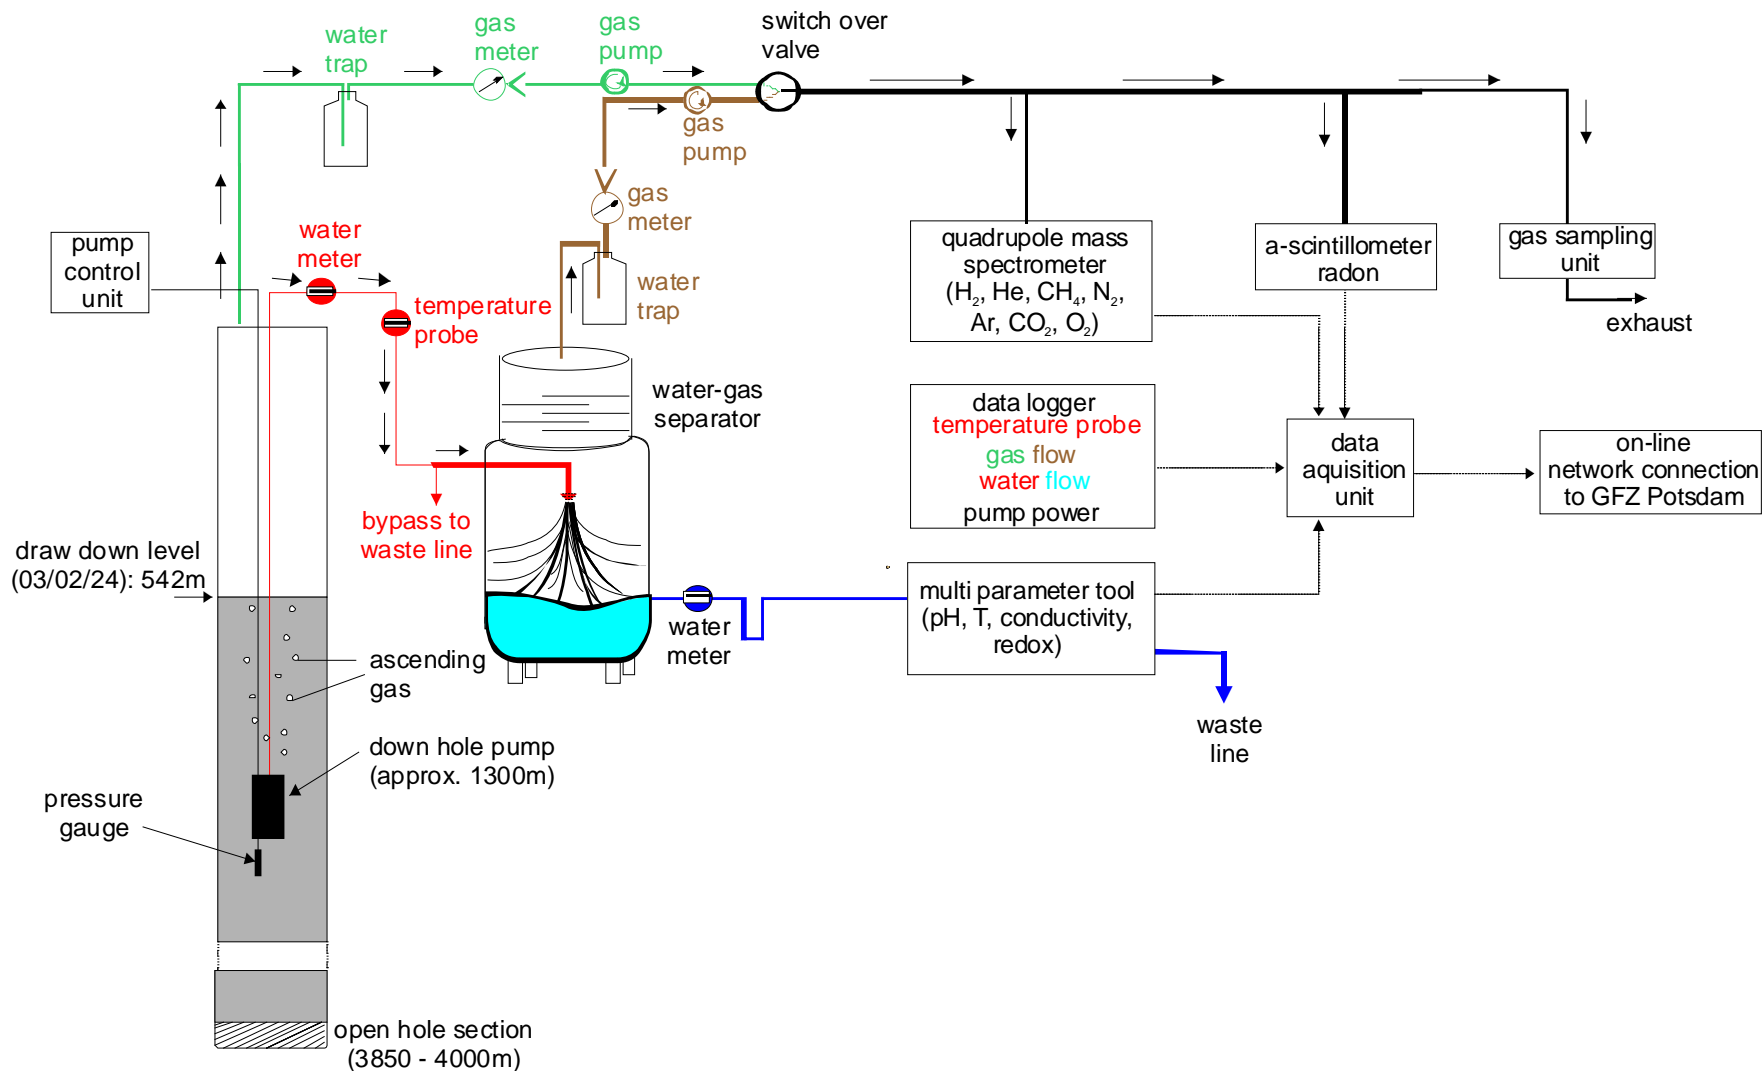 water
trap
gas
meter
gas
pump
switch over
valve
gas
pump
gas
meter
water
trap
pump
control
unit
water
meter
temperature
probe
water-gas
separator
bypass to
waste line
draw down level
(03/02/24): 542m
ascending
gas
down hole pump
(approx. 1300m)
pressure
gauge
open hole section
(3850 - 4000m)
water
meter
quadrupole mass
spectrometer
(H₂, He, CH₄, N₂,
Ar, CO₂, O₂)
a-scintillometer
radon
gas sampling
unit
exhaust
data logger
temperature probe
gas flow
water flow
pump power
data
aquisition
unit
on-line
network connection
to GFZ Potsdam
multi parameter tool
(pH, T, conductivity,
redox)
waste
line